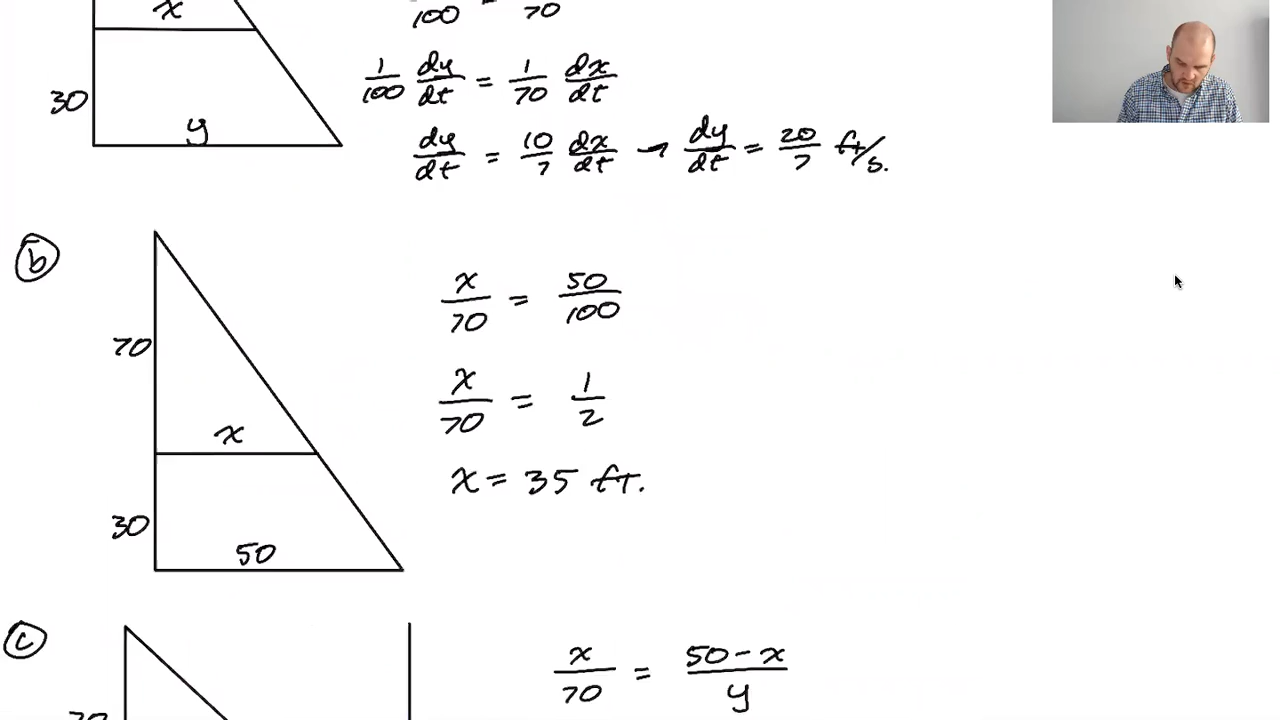 x
100 = 70
30
y
1/100 dy/dt = 1/70 dx/dt
dy/dt = 10/7 dx/dt → dy/dt = 20/7 ft/s.
b
70
x
30
50
x/70 = 50/100
x/70 = 1/2
x = 35 ft.
c
70
x/70 = 50 - x/y